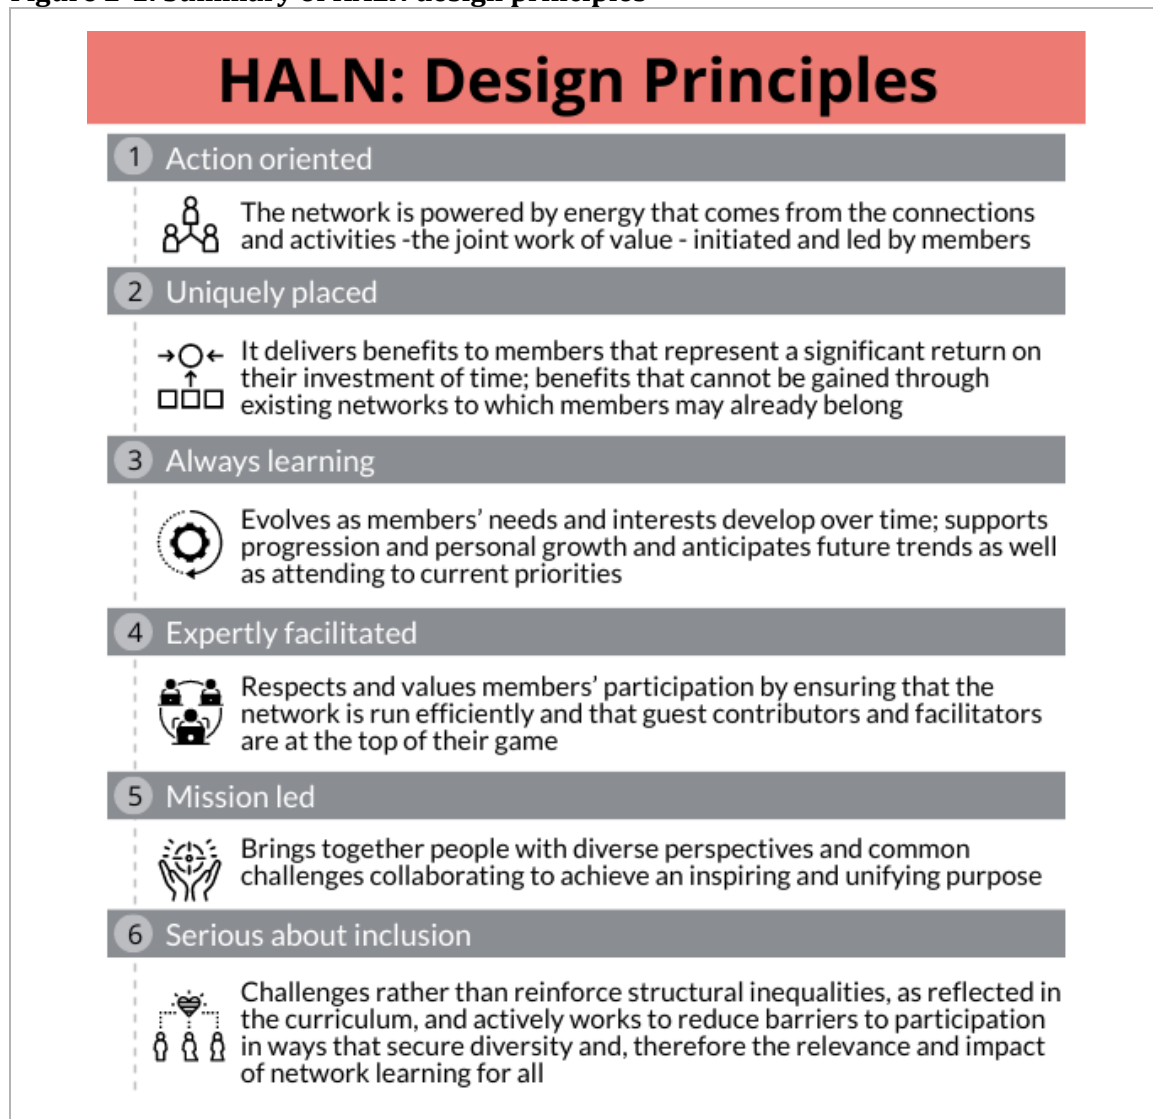 Figure 2-1: Summary of HALN design principles
HALN: Design Principles
1 Action oriented
The network is powered by energy that comes from the connections
and activities -the joint work of value - initiated and led by members
2 Uniquely placed
It delivers benefits to members that represent a significant return on
their investment of time; benefits that cannot be gained through
existing networks to which members may already belong
3 Always learning
Evolves as members’ needs and interests develop over time; supports
progression and personal growth and anticipates future trends as well
as attending to current priorities
4 Expertly facilitated
Respects and values members’ participation by ensuring that the
network is run efficiently and that guest contributors and facilitators
are at the top of their game
5 Mission led
Brings together people with diverse perspectives and common
challenges collaborating to achieve an inspiring and unifying purpose
6 Serious about inclusion
Challenges rather than reinforce structural inequalities, as reflected in
the curriculum, and actively works to reduce barriers to participation
in ways that secure diversity and, therefore the relevance and impact
of network learning for all